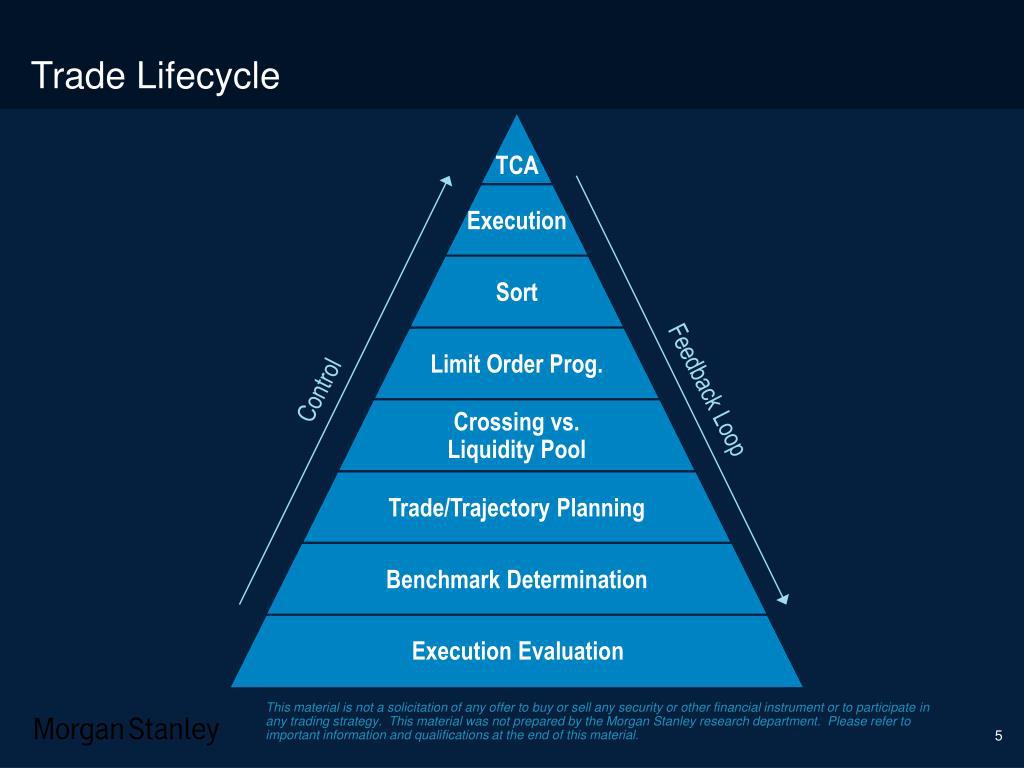 Trade Lifecycle
TCA
Execution
Sort
Limit Order Prog.
Crossing vs.
Liquidity Pool
Trade/Trajectory Planning
Benchmark Determination
Execution Evaluation
Control
Feedback Loop
Morgan Stanley
This material is not a solicitation of any offer to buy or sell any security or other financial instrument or to participate in
any trading strategy.  This material was not prepared by the Morgan Stanley research department.  Please refer to
important information and qualifications at the end of this material.
5